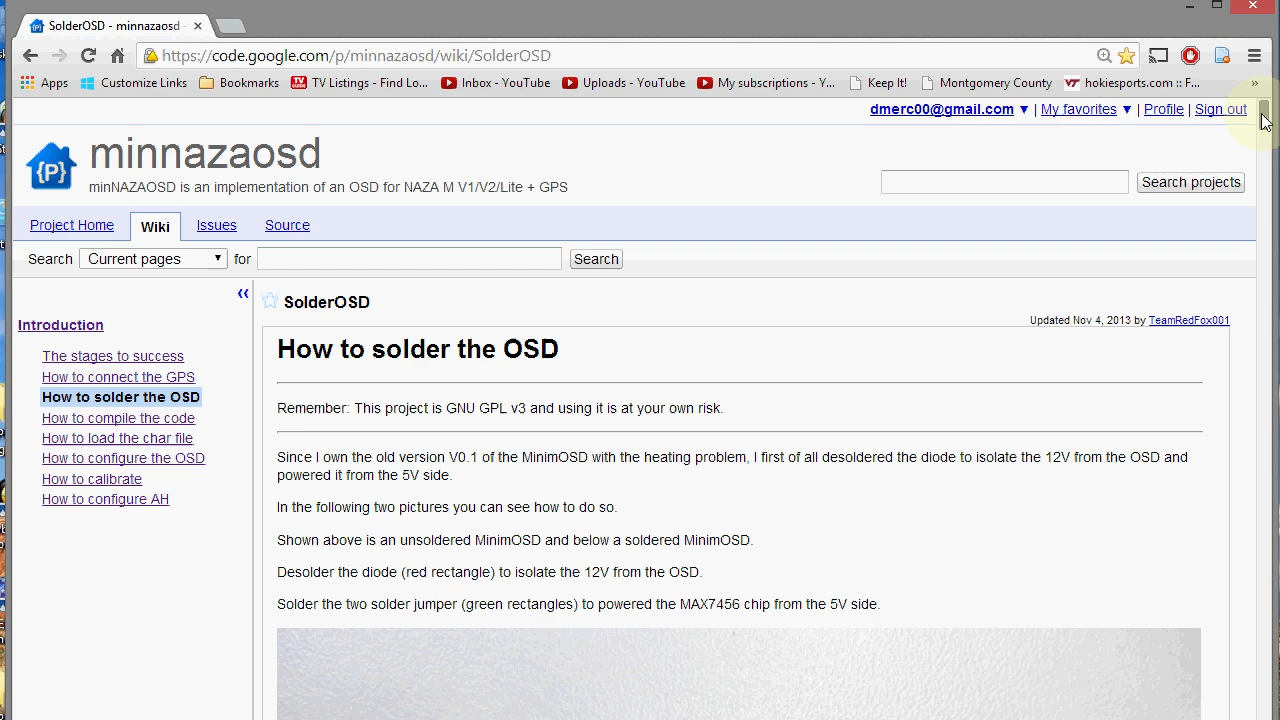 SolderOSD - minnazaosd -
https://code.google.com/p/minnazaosd/wiki/SolderOSD
Apps Customize Links Bookmarks TV Listings - Find Lo... Inbox - YouTube Uploads - YouTube My subscriptions - Y... Keep It! Montgomery County hokiesports.com :: F... »
dmerc00@gmail.com ▼ | My favorites ▼ | Profile | Sign out
{P} minnazaosd
minNAZAOSD is an implementation of an OSD for NAZA M V1/V2/Lite + GPS
Search projects
Project Home Wiki Issues Source
Search Current pages for Search
Introduction
The stages to success
How to connect the GPS
How to solder the OSD
How to compile the code
How to load the char file
How to configure the OSD
How to calibrate
How to configure AH
SolderOSD
Updated Nov 4, 2013 by TeamRedFox001
How to solder the OSD
Remember: This project is GNU GPL v3 and using it is at your own risk.
Since I own the old version V0.1 of the MinimOSD with the heating problem, I first of all desoldered the diode to isolate the 12V from the OSD and
powered it from the 5V side.
In the following two pictures you can see how to do so.
Shown above is an unsoldered MinimOSD and below a soldered MinimOSD.
Desolder the diode (red rectangle) to isolate the 12V from the OSD.
Solder the two solder jumper (green rectangles) to powered the MAX7456 chip from the 5V side.